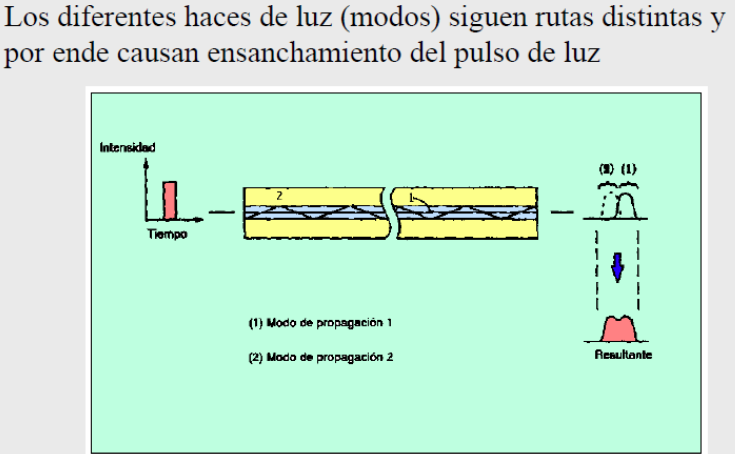 Los diferentes haces de luz (modos) siguen rutas distintas y
por ende causan ensanchamiento del pulso de luz
Intensidad
Tiempo
2
1
(2) (1)
(1) Modo de propagación 1
(2) Modo de propagación 2
Resultante